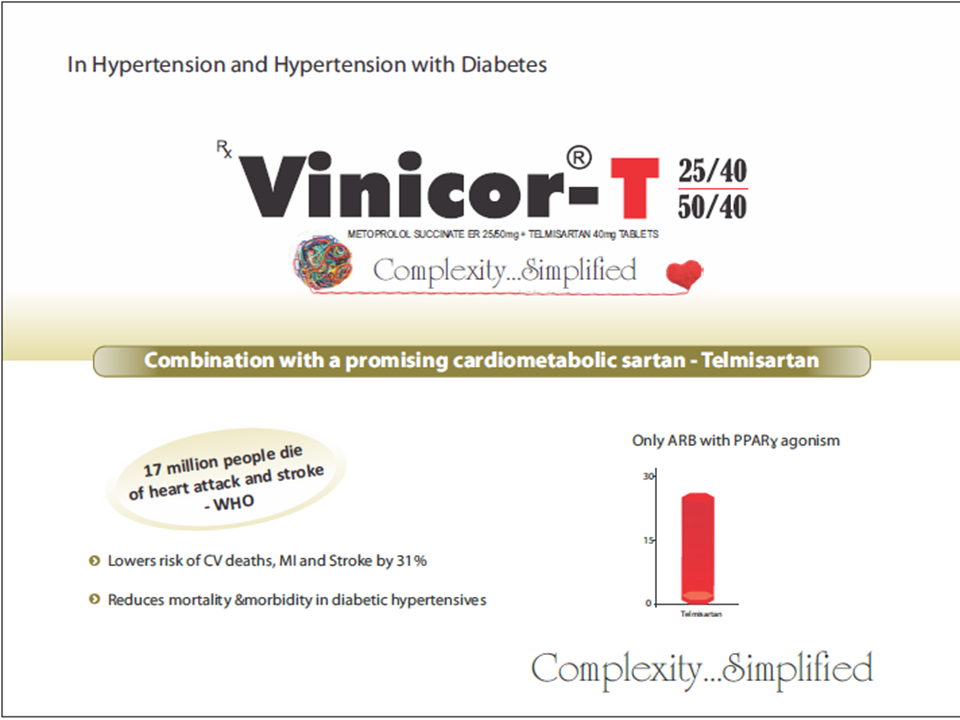 In Hypertension and Hypertension with Diabetes
Rx
Vinicor®-T 25/40
50/40
METOPROLOL SUCCINATE ER 25/50mg + TELMISARTAN 40mg TABLETS
Complexity...Simplified
Combination with a promising cardiometabolic sartan - Telmisartan
17 million people die
of heart attack and stroke
- WHO
Lowers risk of CV deaths, MI and Stroke by 31%
Reduces mortality &morbidity in diabetic hypertensives
Only ARB with PPARɣ agonism
30
15
0
Telmisartan
Complexity...Simplified